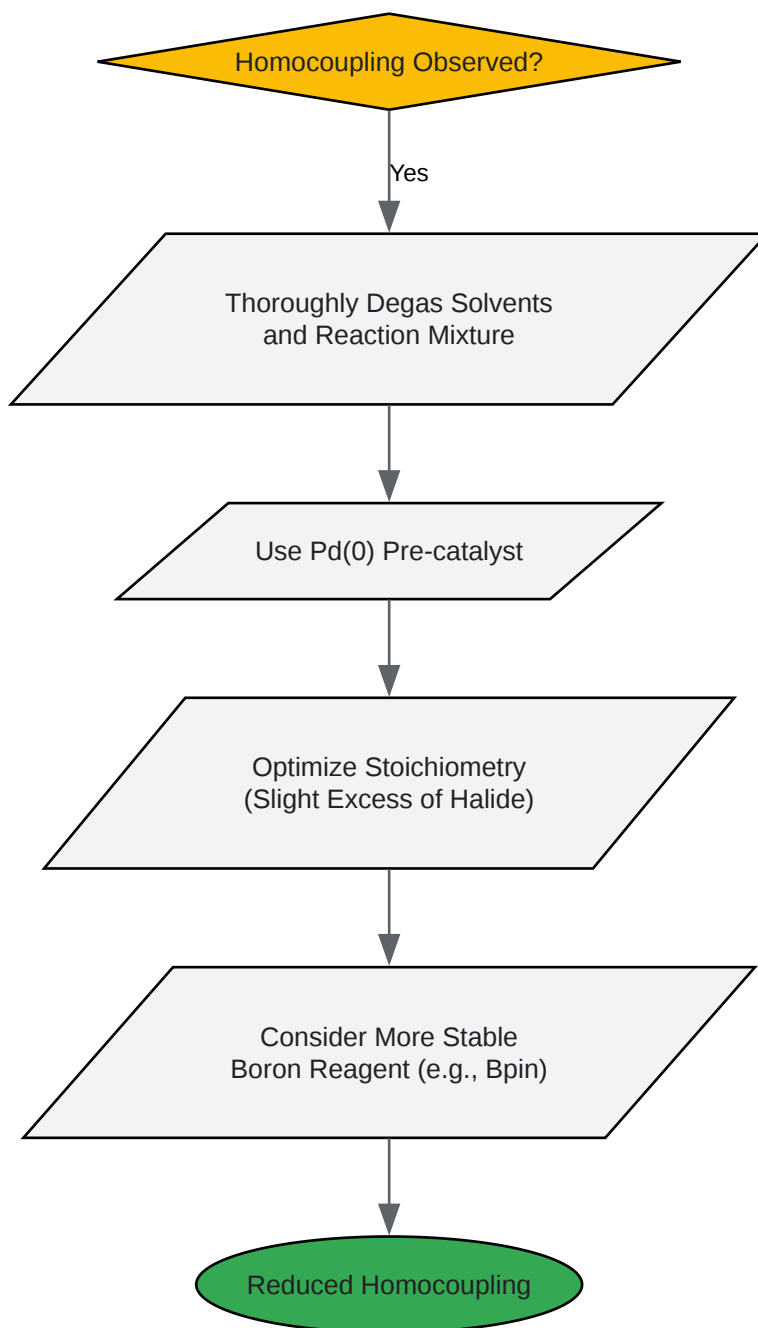 Homocoupling Observed?
Yes
Thoroughly Degas Solvents
and Reaction Mixture
Use Pd(0) Pre-catalyst
Optimize Stoichiometry
(Slight Excess of Halide)
Consider More Stable
Boron Reagent (e.g., Bpin)
Reduced Homocoupling